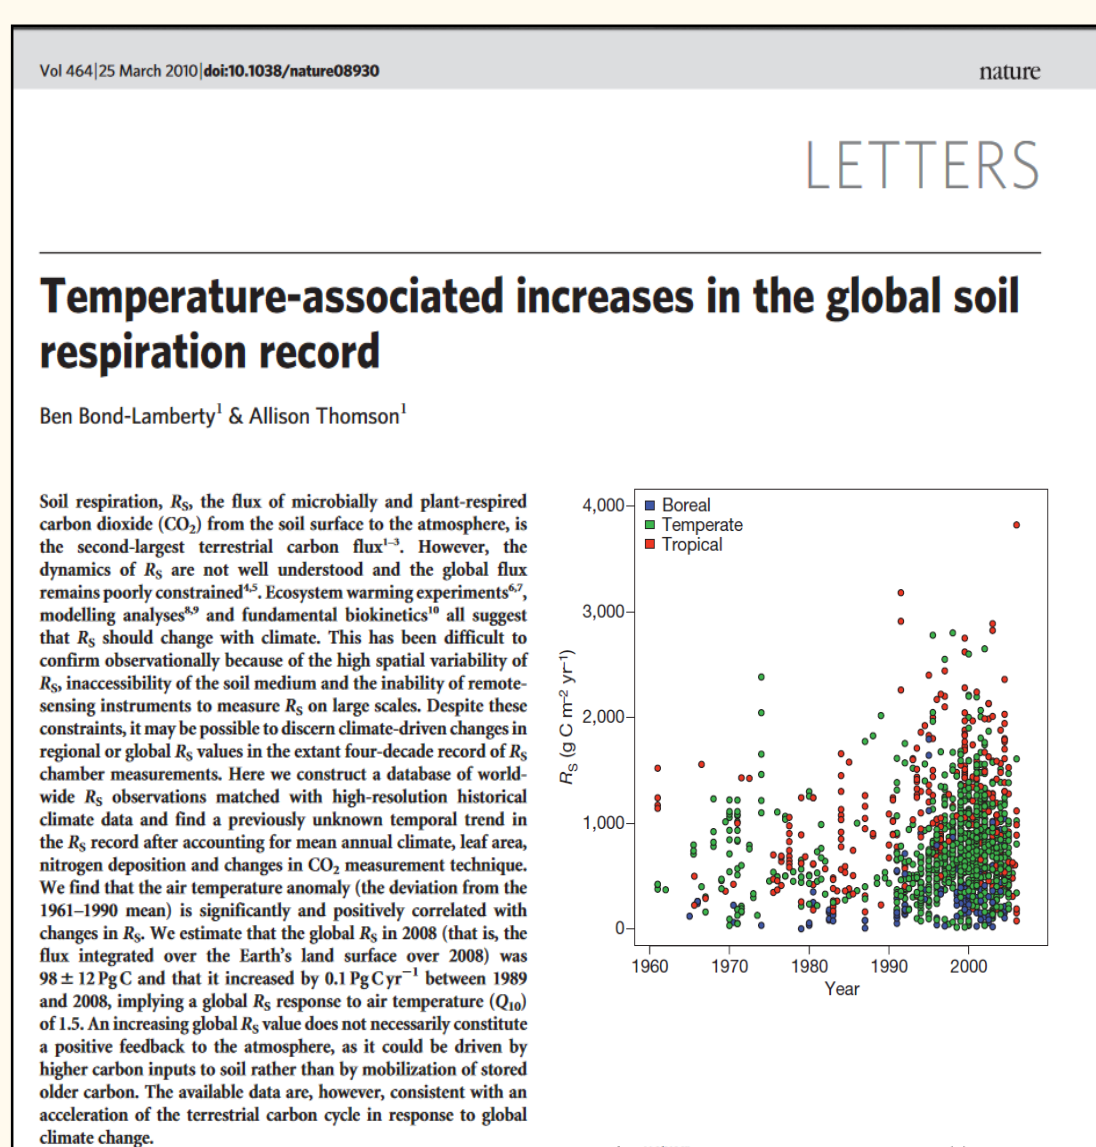 Vol 464|25 March 2010|doi:10.1038/nature08930
nature
LETTERS
Temperature-associated increases in the global soil
respiration record
Ben Bond-Lamberty1 & Allison Thomson1
Soil respiration, RS, the flux of microbially and plant-respired
carbon dioxide (CO2) from the soil surface to the atmosphere, is
the second-largest terrestrial carbon flux1–3. However, the
dynamics of RS are not well understood and the global flux
remains poorly constrained4,5. Ecosystem warming experiments6,7,
modelling analyses8,9 and fundamental biokinetics10 all suggest
that RS should change with climate. This has been difficult to
confirm observationally because of the high spatial variability of
RS, inaccessibility of the soil medium and the inability of remote-
sensing instruments to measure RS on large scales. Despite these
constraints, it may be possible to discern climate-driven changes in
regional or global RS values in the extant four-decade record of RS
chamber measurements. Here we construct a database of world-
wide RS observations matched with high-resolution historical
climate data and find a previously unknown temporal trend in
the RS record after accounting for mean annual climate, leaf area,
nitrogen deposition and changes in CO2 measurement technique.
We find that the air temperature anomaly (the deviation from the
1961–1990 mean) is significantly and positively correlated with
changes in RS. We estimate that the global RS in 2008 (that is, the
flux integrated over the Earth's land surface over 2008) was
98 ± 12 Pg C and that it increased by 0.1 Pg C yr−1 between 1989
and 2008, implying a global RS response to air temperature (Q10)
of 1.5. An increasing global RS value does not necessarily constitute
a positive feedback to the atmosphere, as it could be driven by
higher carbon inputs to soil rather than by mobilization of stored
older carbon. The available data are, however, consistent with an
acceleration of the terrestrial carbon cycle in response to global
climate change.
4,000
3,000
2,000
1,000
0
RS (g C m−2 yr−1)
Boreal
Temperate
Tropical
1960 1970 1980 1990 2000
Year